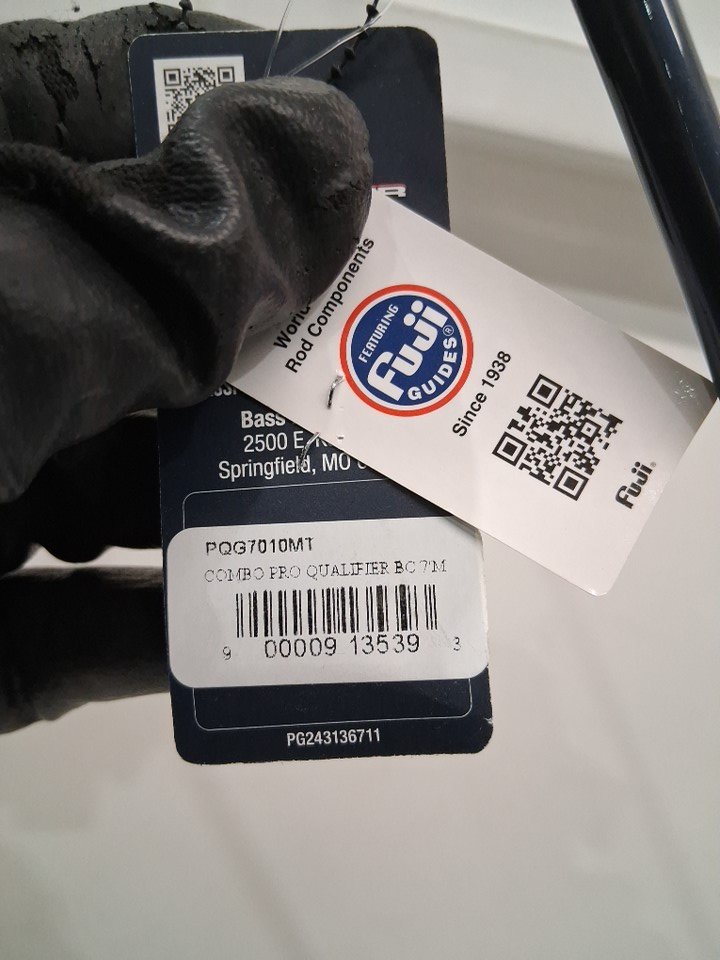 Rod Components
FEATURING
Fuji
GUIDES®
Since 1938
Fuji®
Bass
2500 E.
Springfield, MO
PQG7010MT
COMBO PRO QUALIFIER BC 7'M
9 00009 13539 3
PG243136711